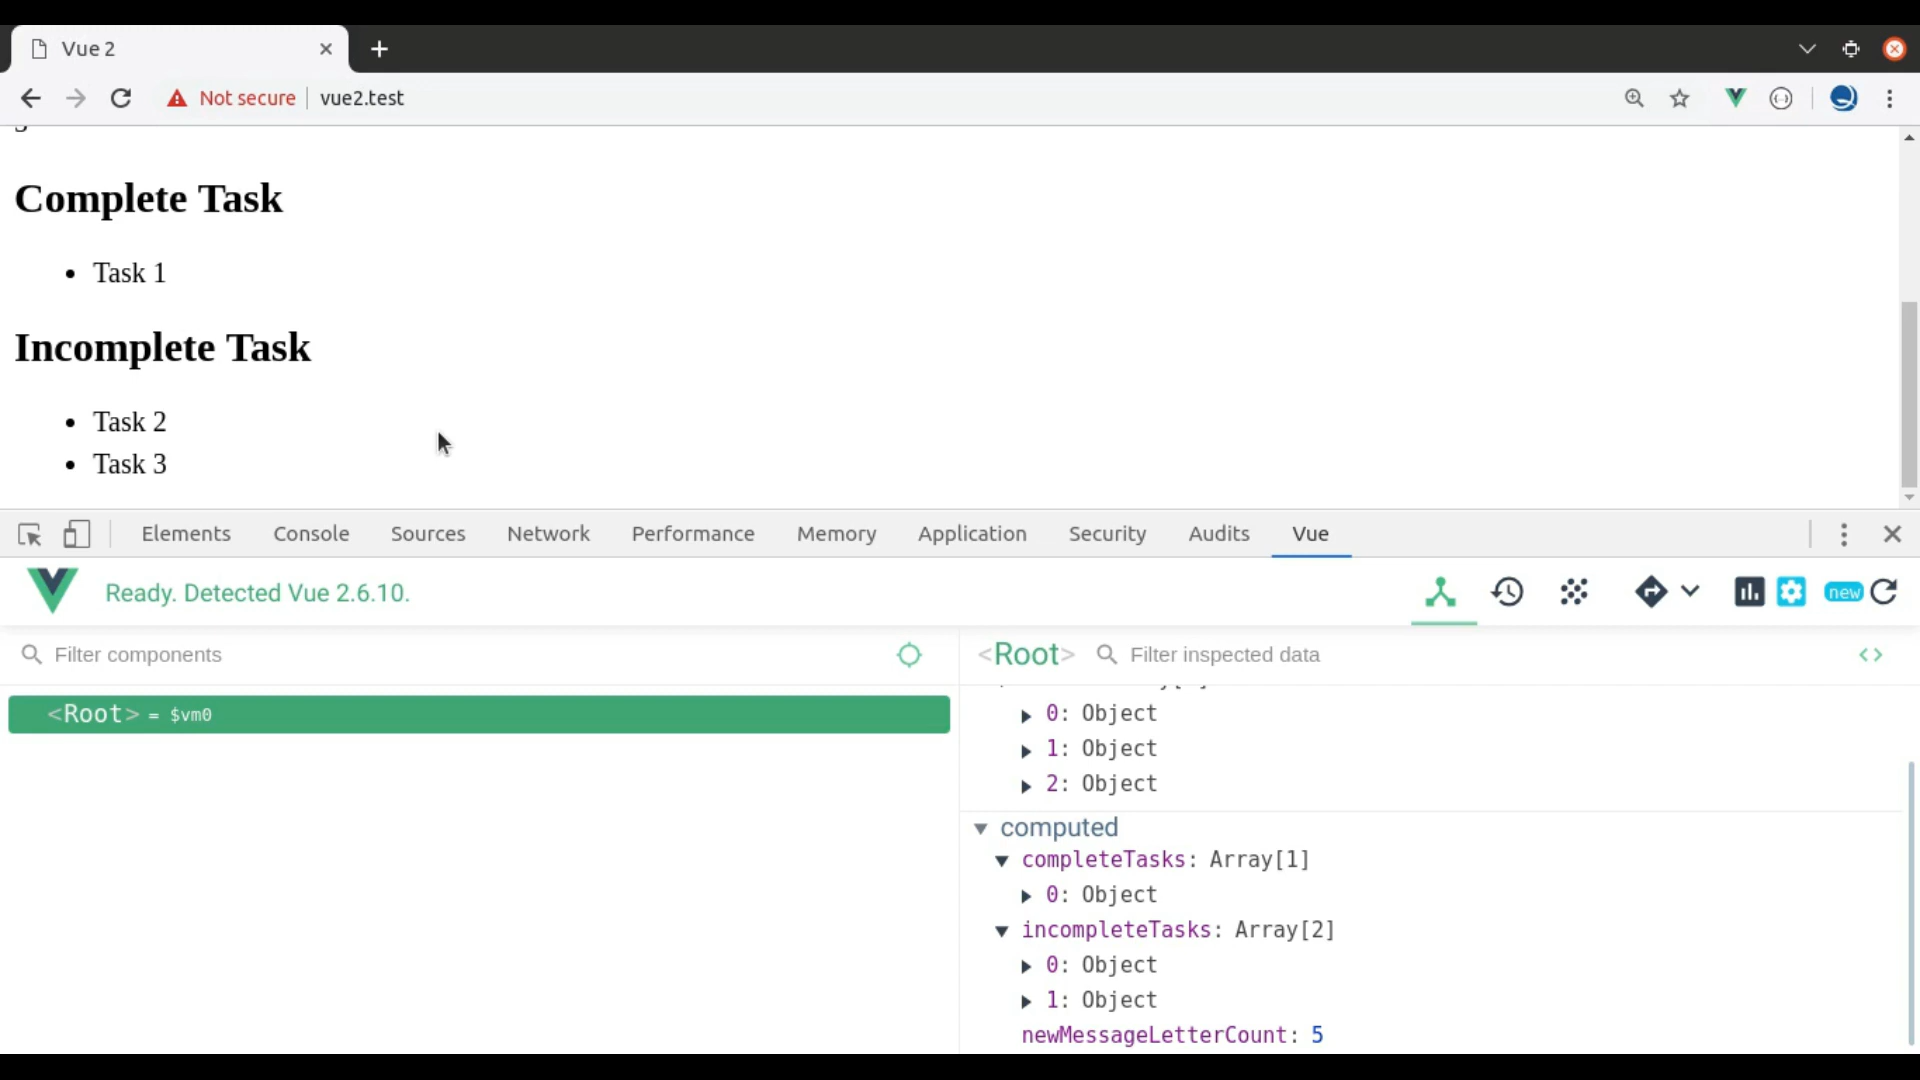 Vue 2
Not secure vue2.test
Complete Task
Task 1
Incomplete Task
Task 2
Task 3
Elements Console Sources Network Performance Memory Application Security Audits Vue
Ready. Detected Vue 2.6.10.
new
Filter components
<Root> Filter inspected data
<Root> = $vm0
0: Object
1: Object
2: Object
computed
completeTasks: Array[1]
0: Object
incompleteTasks: Array[2]
0: Object
1: Object
newMessageLetterCount: 5